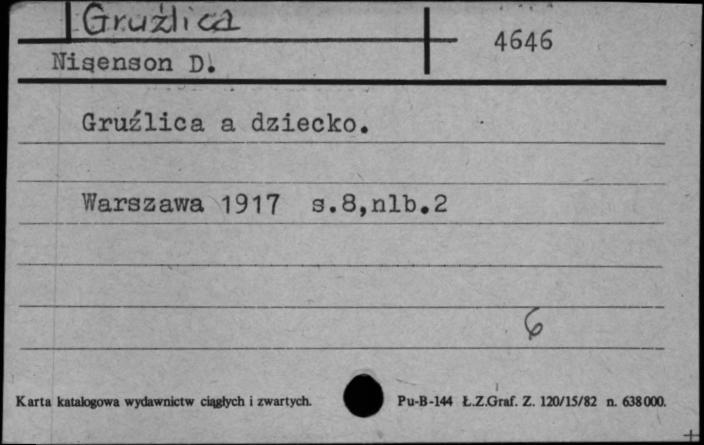 Gruźlica
4646
Nisenson D.
Gruźlica a dziecko.
Warszawa 1917 s.8,nlb.2
6
Karta katalogowa wydawnictw ciągłych i zwartych. Pu-B-144 Ł.Z.Graf. Z. 120/15/82 n. 638000.